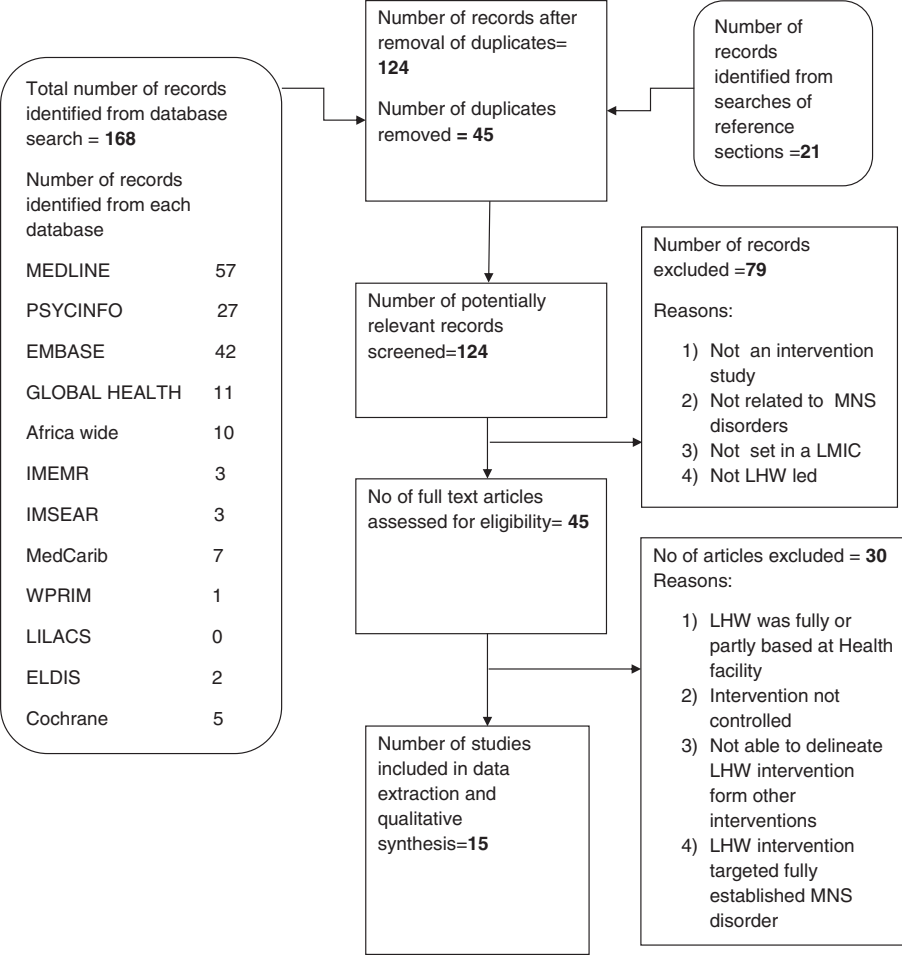 Total number of records
identified from database
search = 168
Number of records
identified from each
database
MEDLINE 57
PSYCINFO 27
EMBASE 42
GLOBAL HEALTH 11
Africa wide 10
IMEMR 3
IMSEAR 3
MedCarib 7
WPRIM 1
LILACS 0
ELDIS 2
Cochrane 5
Number of records after
removal of duplicates=
124
Number of duplicates
removed = 45
Number of
records
identified from
searches of
reference
sections =21
Number of potentially
relevant records
screened=124
Number of records
excluded =79
Reasons:
1) Not an intervention
study
2) Not related to MNS
disorders
3) Not set in a LMIC
4) Not LHW led
No of full text articles
assessed for eligibility= 45
No of articles excluded = 30
Reasons:
1) LHW was fully or
partly based at Health
facility
2) Intervention not
controlled
3) Not able to delineate
LHW intervention
form other
interventions
4) LHW intervention
targeted fully
established MNS
disorder
Number of studies
included in data
extraction and
qualitative
synthesis=15